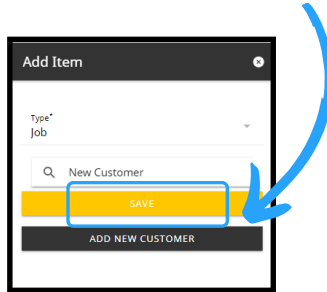 Add Item
Type*
Job
New Customer
SAVE
ADD NEW CUSTOMER